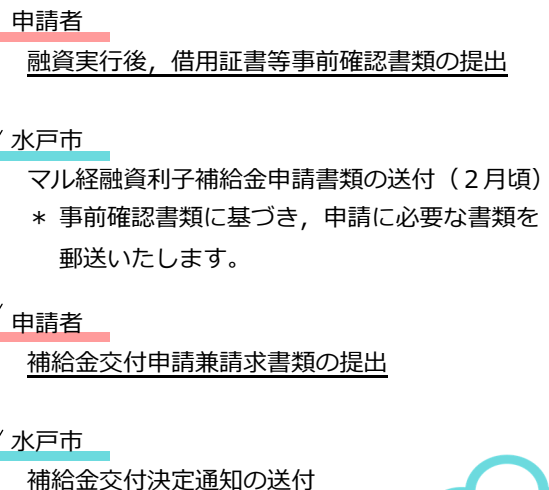 申請者
融資実行後，借用証書等事前確認書類の提出
水戸市
マル経融資利子補給金申請書類の送付（２月頃）
＊ 事前確認書類に基づき，申請に必要な書類を
郵送いたします。
申請者
補給金交付申請兼請求書類の提出
水戸市
補給金交付決定通知の送付